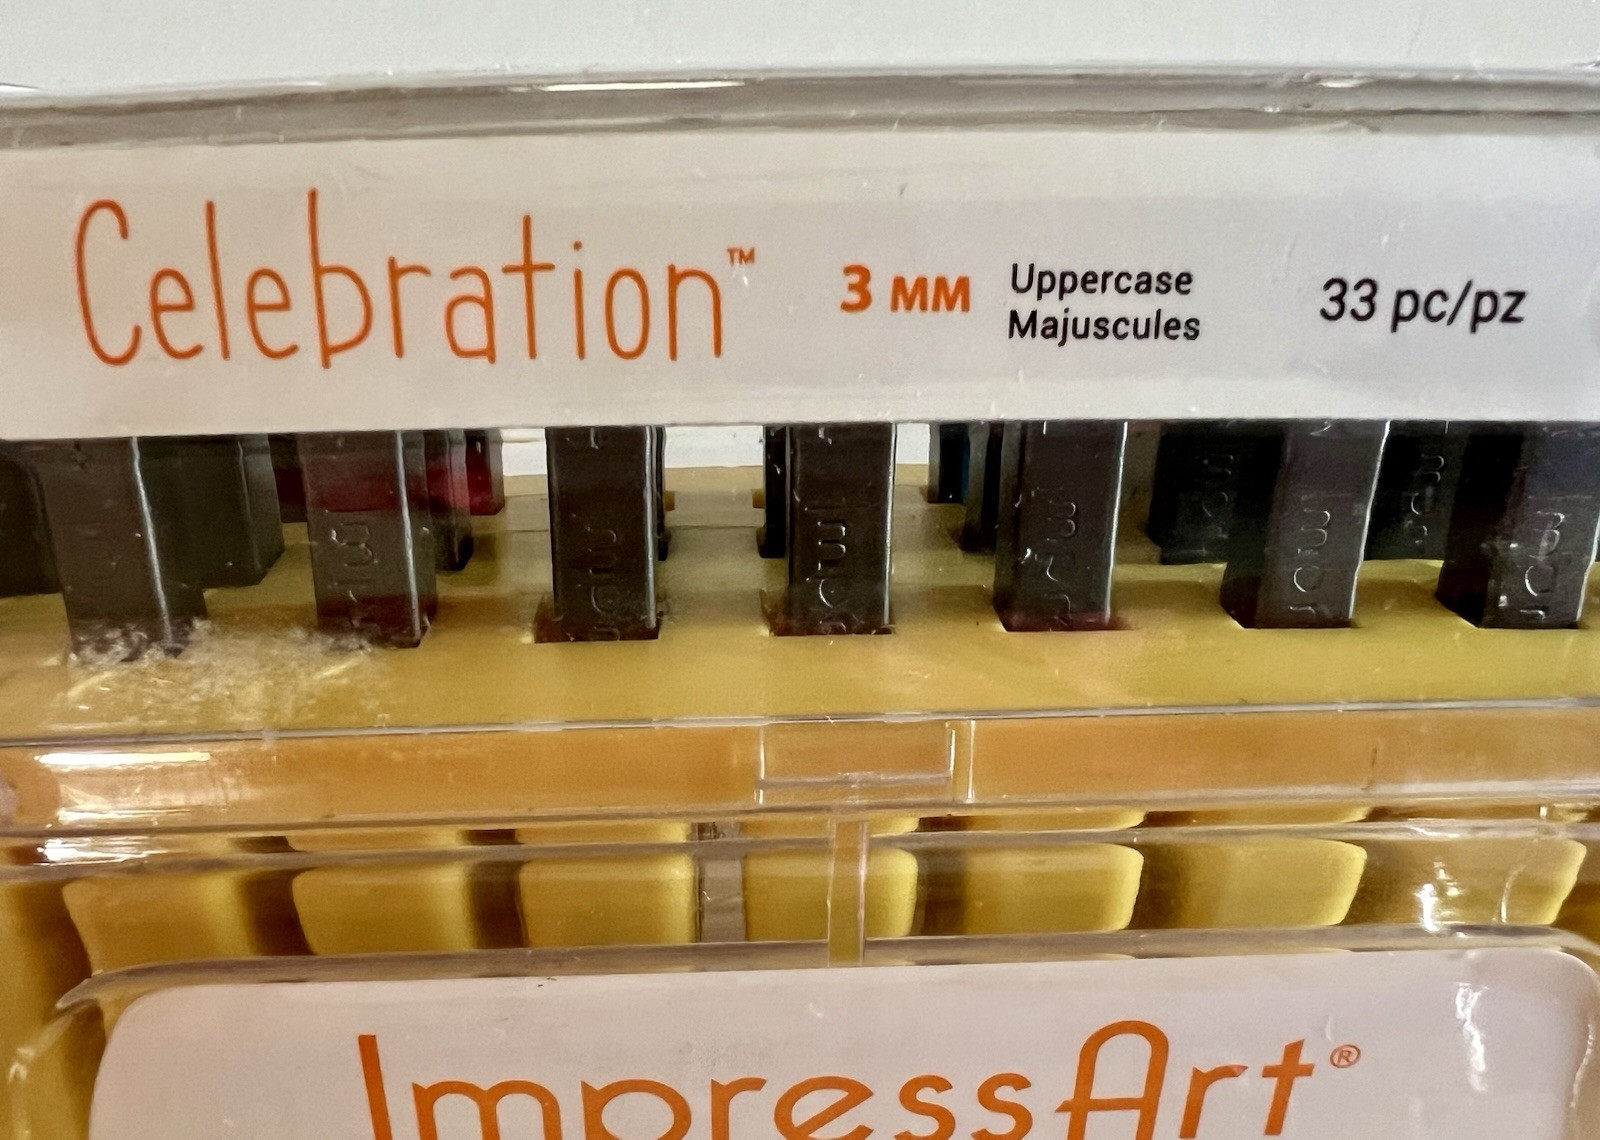 Celebration™ 3 MM Uppercase 33 pc/pz
Majuscules
ImpressArt®